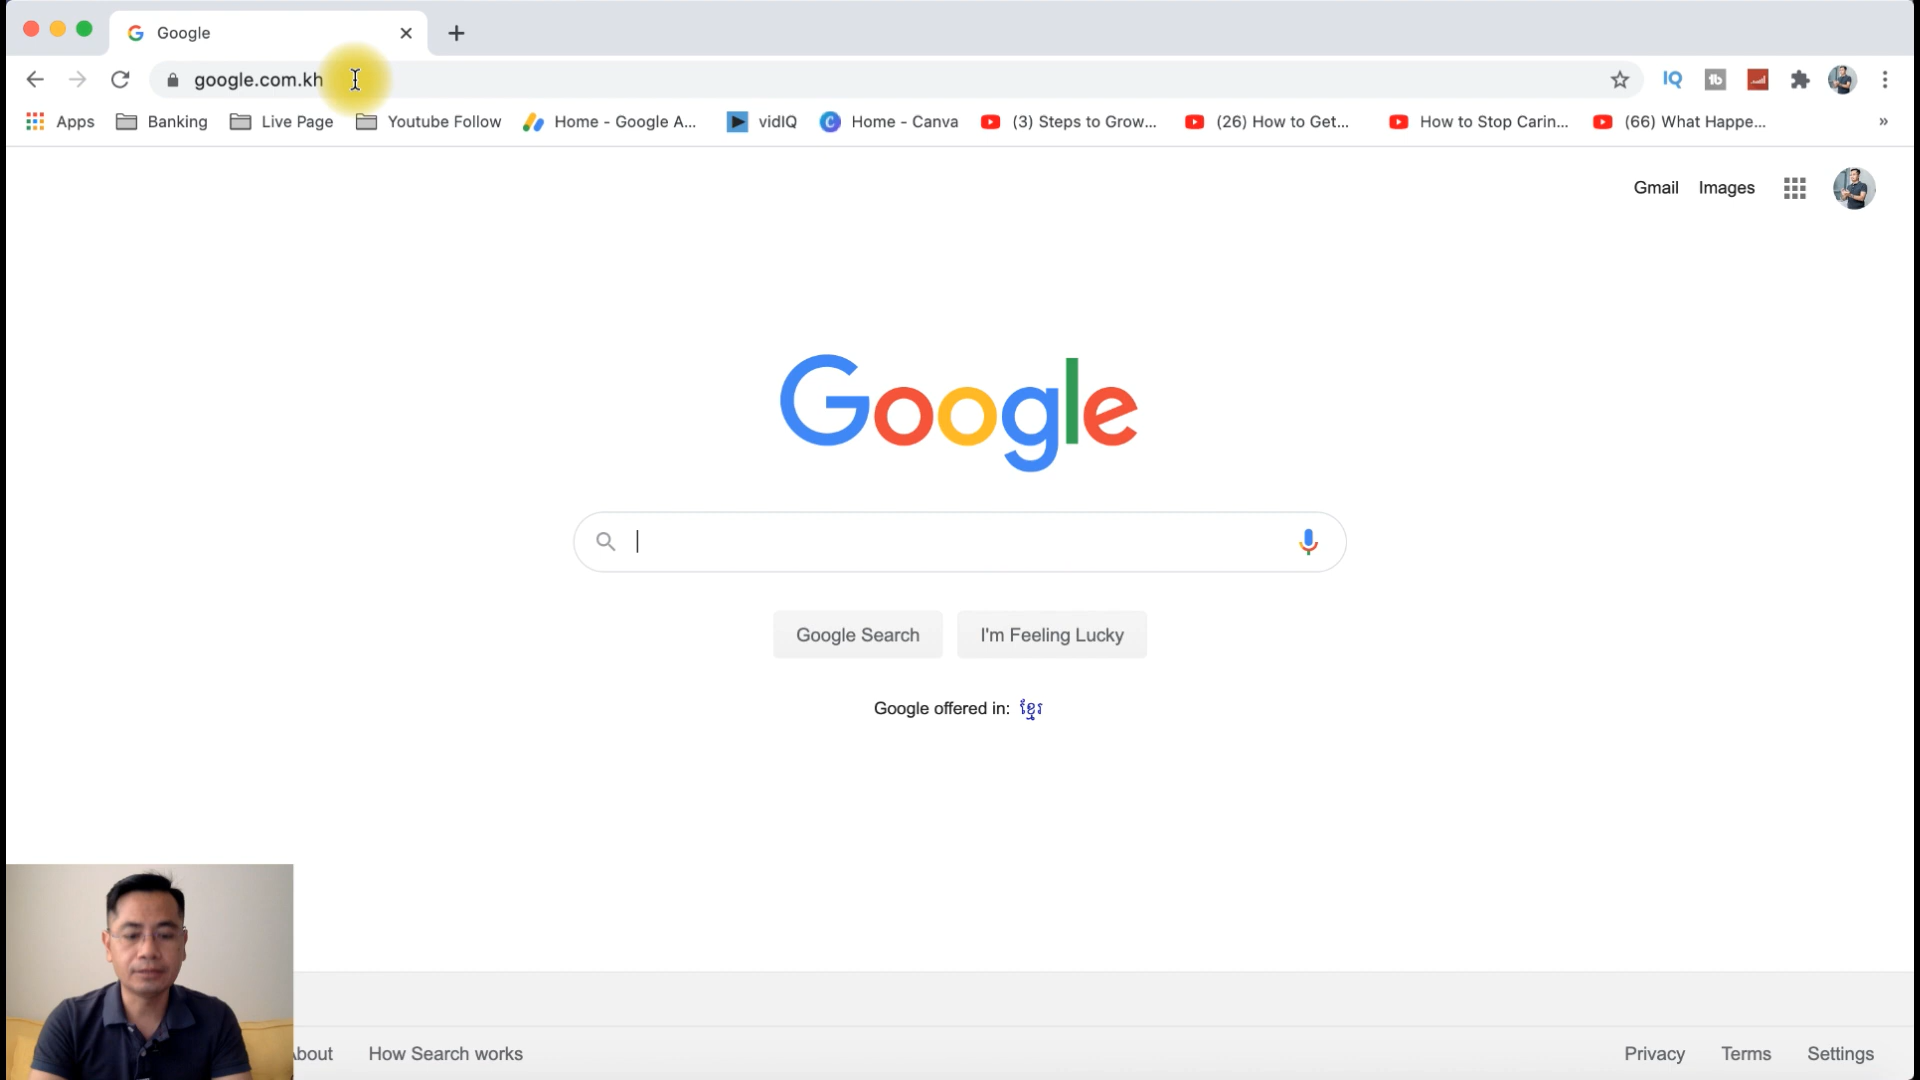 Google
google.com.kh
IQ
Apps Banking Live Page Youtube Follow Home - Google A... vidIQ Home - Canva (3) Steps to Grow... (26) How to Get... How to Stop Carin... (66) What Happe... »
Gmail Images
Google
Google Search I'm Feeling Lucky
Google offered in: ខ្មែរ
bout How Search works Privacy Terms Settings